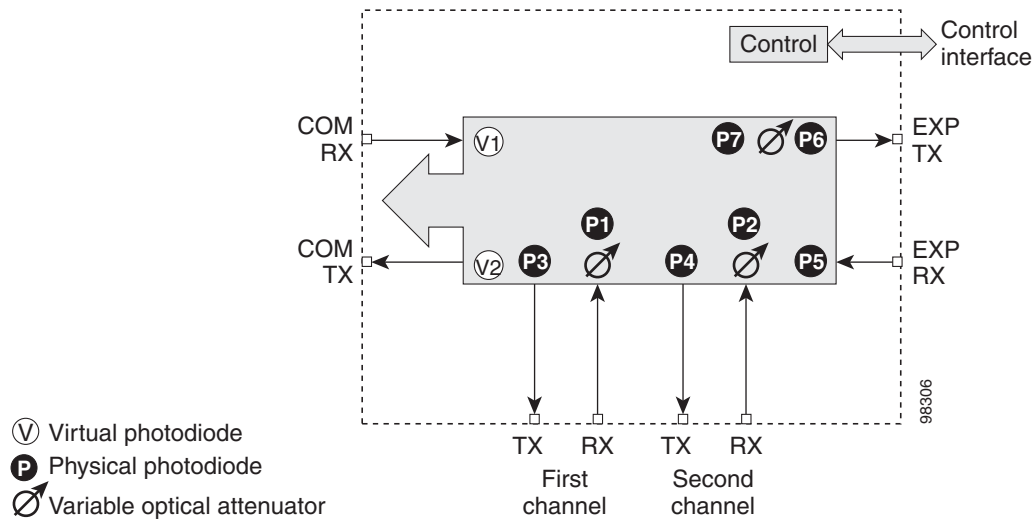 Control
Control
interface
COM
RX
V1
P7
P6
EXP
TX
P1
P2
COM
TX
V2
P3
P4
P5
EXP
RX
98306
TX
RX
TX
RX
First
channel
Second
channel
V Virtual photodiode
P Physical photodiode
Variable optical attenuator